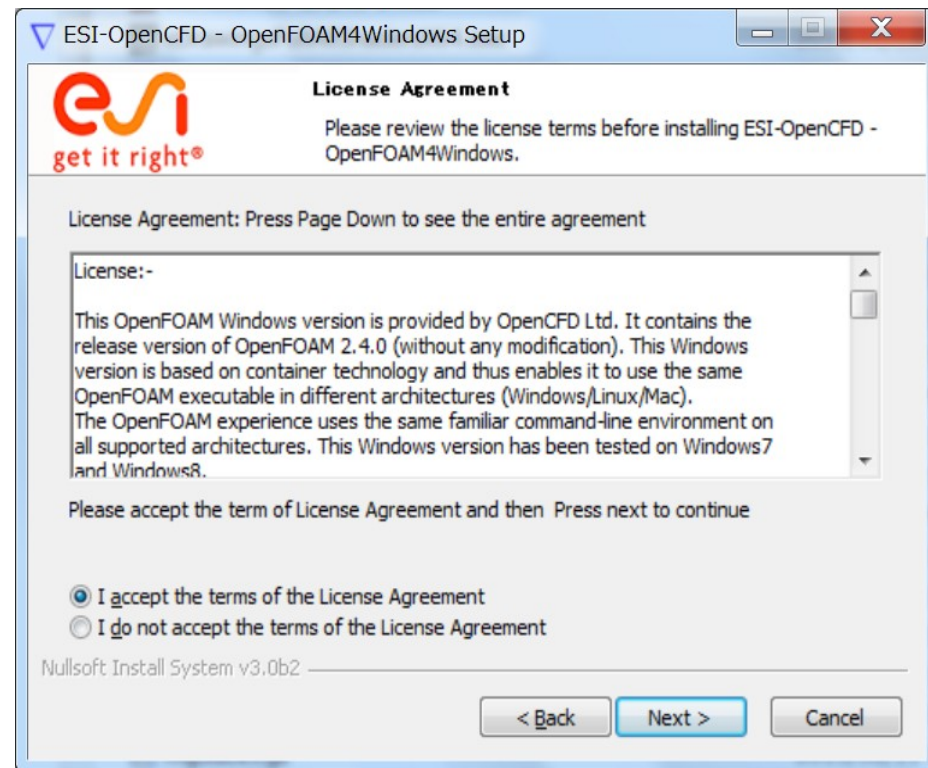 ESI-OpenCFD - OpenFOAM4Windows Setup
X
esi
get it right®
License Agreement
Please review the license terms before installing ESI-OpenCFD -
OpenFOAM4Windows.
License Agreement: Press Page Down to see the entire agreement
License:-
This OpenFOAM Windows version is provided by OpenCFD Ltd. It contains the
release version of OpenFOAM 2.4.0 (without any modification). This Windows
version is based on container technology and thus enables it to use the same
OpenFOAM executable in different architectures (Windows/Linux/Mac).
The OpenFOAM experience uses the same familiar command-line environment on
all supported architectures. This Windows version has been tested on Windows7
and Windows8.
Please accept the term of License Agreement and then  Press next to continue
I accept the terms of the License Agreement
I do not accept the terms of the License Agreement
Nullsoft Install System v3.0b2
< Back
Next >
Cancel